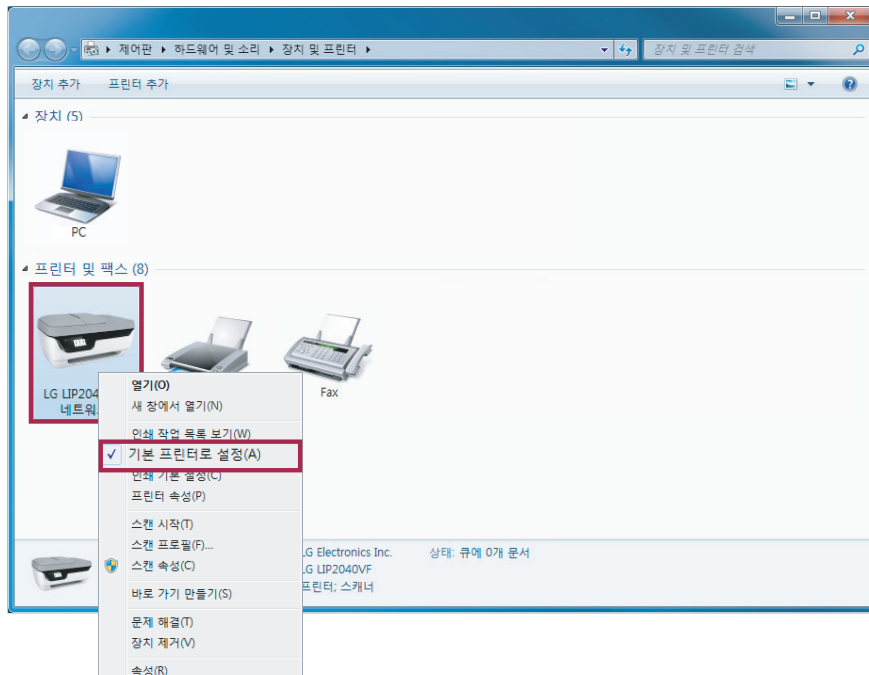 제어판 ▸ 하드웨어 및 소리 ▸ 장치 및 프린터 ▸
장치 및 프린터 검색
장치 추가 프린터 추가
장치 (5)
PC
프린터 및 팩스 (8)
LG LIP204
네트워
Fax
열기(O)
새 창에서 열기(N)
인쇄 작업 목록 보기(W)
✓ 기본 프린터로 설정(A)
인쇄 기본 설정(C)
프린터 속성(P)
스캔 시작(T)
스캔 프로필(F)...
스캔 속성(C)
바로 가기 만들기(S)
문제 해결(T)
장치 제거(V)
속성(R)
LG Electronics Inc. 상태: 큐에 0개 문서
LG LIP2040VF
프린터; 스캐너